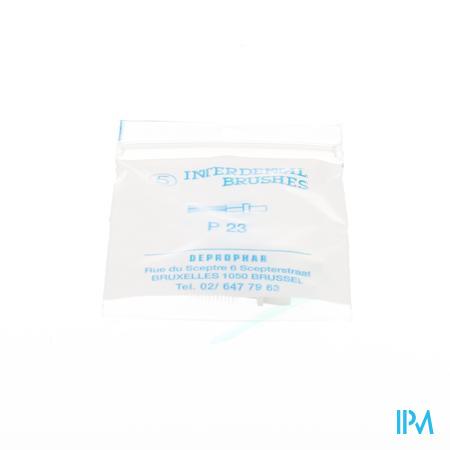 5 INTERDENTAL
BRUSHES
P 23
DEPROPHAR
Rue du Sceptre 6 Scepterstraat
BRUXELLES 1050 BRUSSEL
Tel. 02/ 647 79 63
IPM